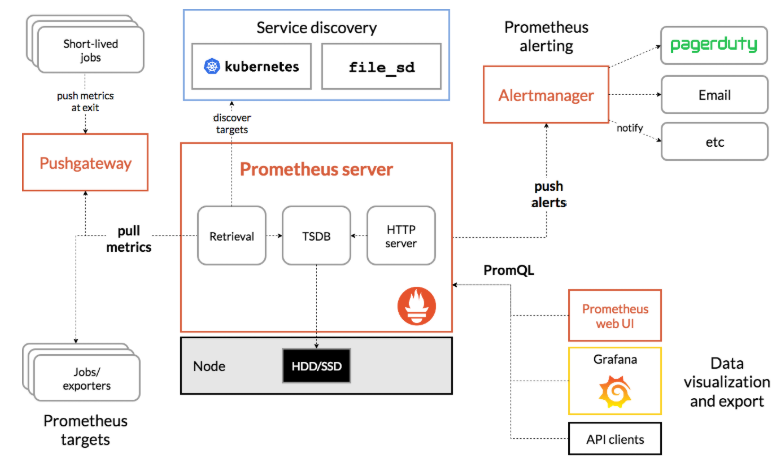 Short-lived
jobs
push metrics
at exit
Pushgateway
pull
metrics
Jobs/
exporters
Prometheus
targets
Service discovery
kubernetes
file_sd
discover
targets
Prometheus server
Retrieval
TSDB
HTTP
server
Node
HDD/SSD
Prometheus
alerting
Alertmanager
pagerduty
Email
etc
notify
push
alerts
PromQL
Prometheus
web UI
Grafana
API clients
Data
visualization
and export